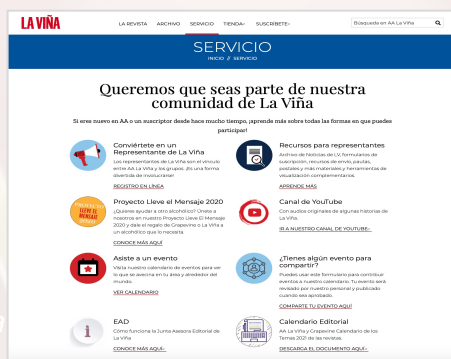 LA VIÑA
LA REVISTA ARCHIVO SERVICIO TIENDA SUSCRÍBETE
Búsqueda en AA La Viña
SERVICIO
INICIO // SERVICIO
Queremos que seas parte de nuestra
comunidad de La Viña
Si eres nuevo en AA o un suscriptor desde hace mucho tiempo, ¡aprende más sobre todas las formas en que puedes
participar!
Conviértete en un
Representante de La Viña
Los representantes de La Viña son el vínculo
entre AA La Viña y los grupos. ¡Es una forma
divertida de involucrarse!
REGISTRO EN LÍNEA
Recursos para representantes
Archivo de Noticias de LV, formularios de
suscripción, recursos de envío, pautas,
postales y más materiales y herramientas de
visualización complementarios.
APRENDE MÁS
PROYECTO
LLEVE EL
MENSAJE
2020
Proyecto Lleve el Mensaje 2020
¿Quieres ayudar a otro alcohólico? Únete a
nosotros en nuestro Proyecto Lleve El Mensaje
2020 y dale el regalo de Grapevine o La Viña a
un alcohólico que lo necesita.
CONOCE MÁS AQUÍ
Canal de YouTube
Con audios originales de algunas historias de
La Viña.
IR A NUESTRO CANAL DE YOUTUBE
Asiste a un evento
Visita nuestro calendario de eventos para ver
lo que se avecina en tu área y alrededor del
mundo.
VER CALENDARIO
¿Tienes algún evento para
compartir?
Puedes usar este formulario para contribuir
eventos a nuestro calendario. Tu evento será
revisado por nuestro personal y publicado
cuando sea aprobado.
COMPARTE TU EVENTO AQUÍ
EAD
Cómo funciona la Junta Asesora Editorial de
La Viña
CONOCE MÁS AQUÍ
Calendario Editorial
AA La Viña y Grapevine Calendario de los
Temas 2021 de las revistas.
DESCARGA EL DOCUMENTO AQUÍ